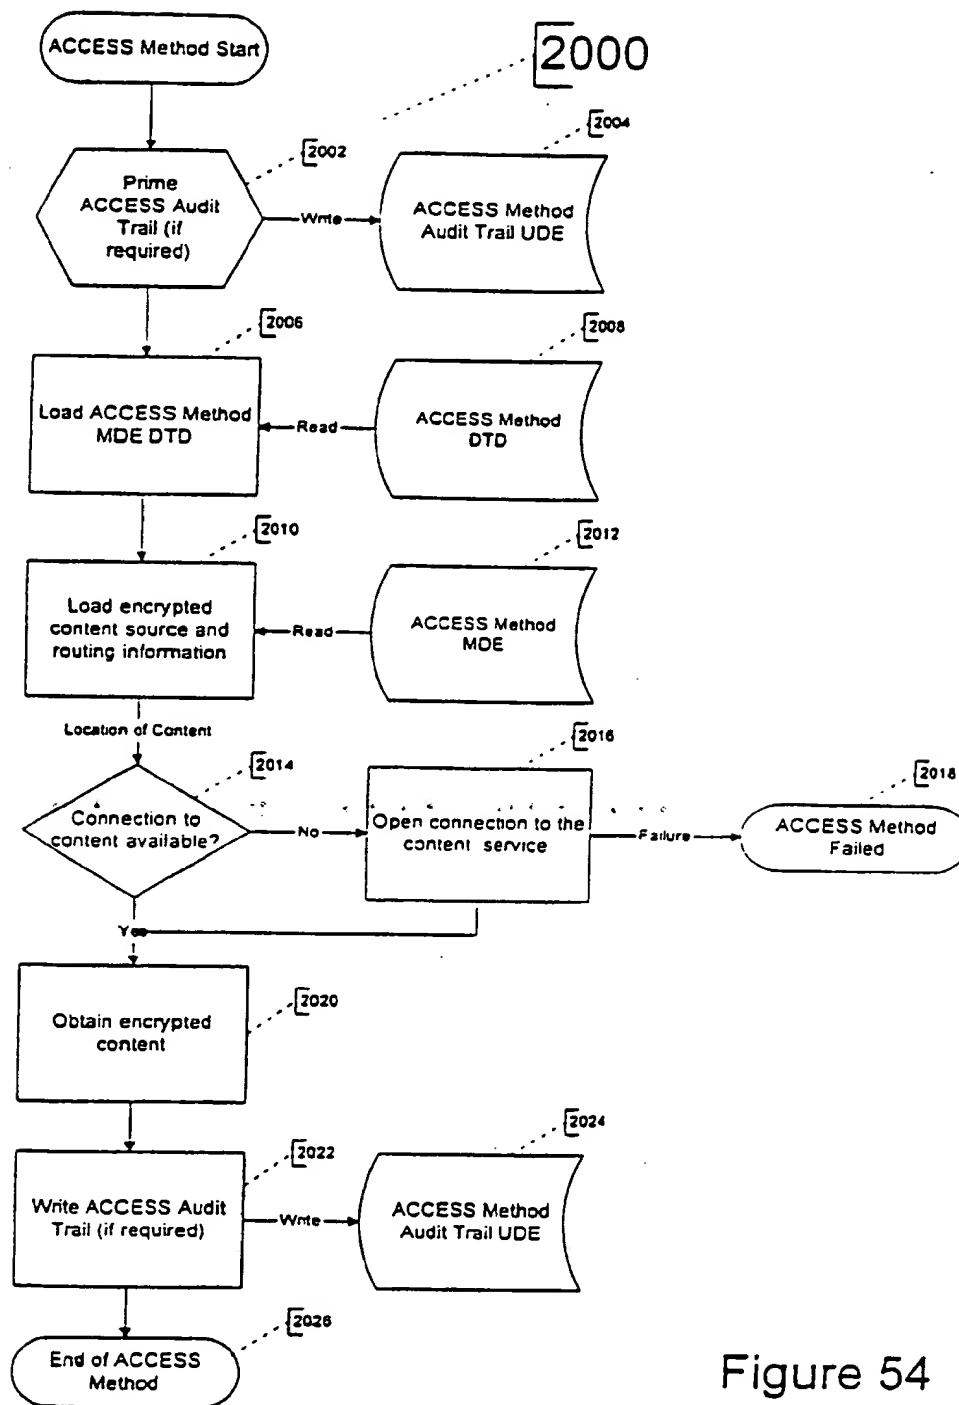 ACCESS Method Start
2000
2002
2004
Prime
ACCESS Audit
Trail (if
required)
Write
ACCESS Method
Audit Trail UDE
2006
2008
Load ACCESS Method
MDE DTD
Read
ACCESS Method
DTD
2010
2012
Load encrypted
content source and
routing information
Read
ACCESS Method
MDE
Location of Content
2014
2016
2018
Connection to
content available?
No
Open connection to the
content service
Failure
ACCESS Method
Failed
Yes
2020
Obtain encrypted
content
2022
2024
Write ACCESS Audit
Trail (if required)
Write
ACCESS Method
Audit Trail UDE
2026
End of ACCESS
Method
Figure 54